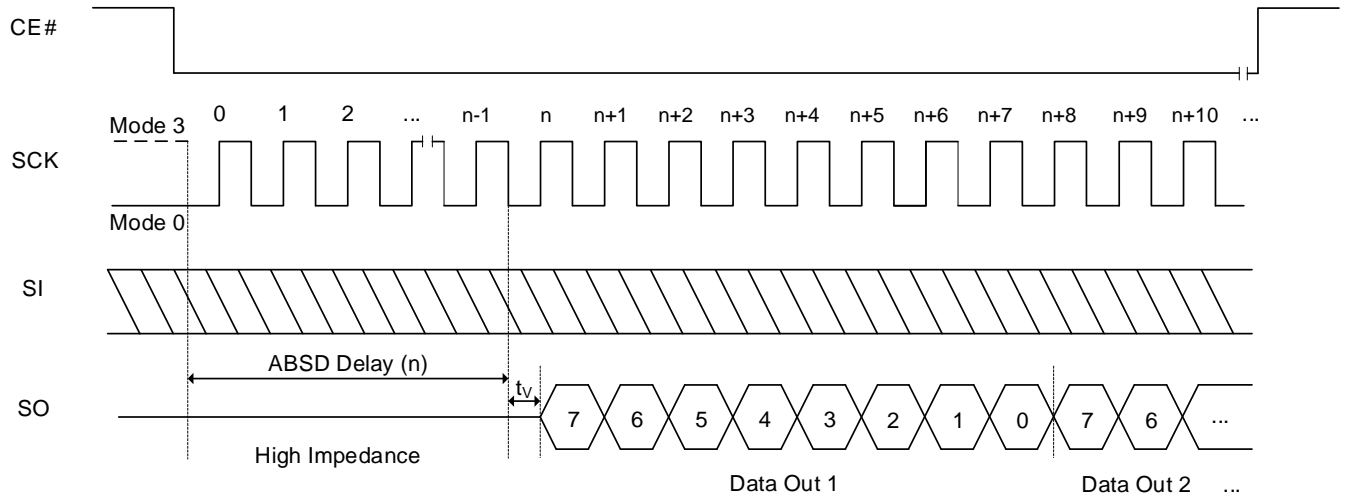 CE#
0 1 2 ... n-1 n n+1 n+2 n+3 n+4 n+5 n+6 n+7 n+8 n+9 n+10 ...
Mode 3
SCK
Mode 0
SI
ABSD Delay (n)
tV
SO
7 6 5 4 3 2 1 0 7 6 ...
High Impedance
Data Out 1 Data Out 2 ...